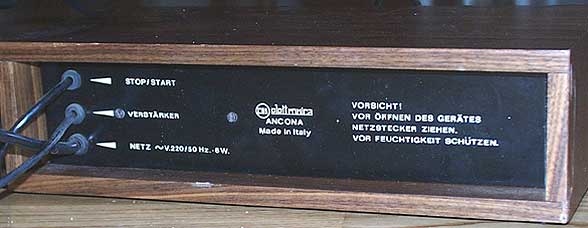 STOP/START
VERSTÄRKER
NETZ ~V.220/50 Hz.-6W.
elettronica
ANCONA
Made in Italy
VORSICHT!
VOR ÖFFNEN DES GERÄTES
NETZSTECKER ZIEHEN.
VOR FEUCHTIGKEIT SCHÜTZEN.